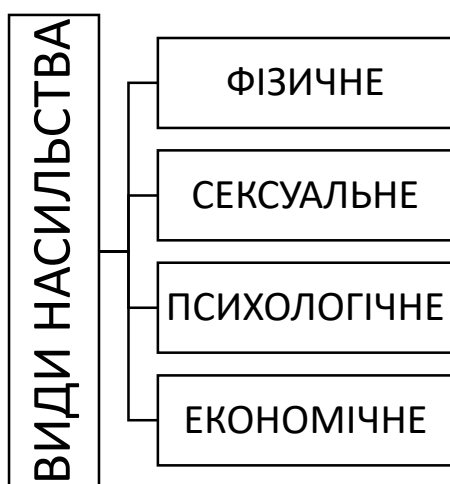 ВИДИ НАСИЛЬСТВА
ФІЗИЧНЕ
СЕКСУАЛЬНЕ
ПСИХОЛОГІЧНЕ
ЕКОНОМІЧНЕ